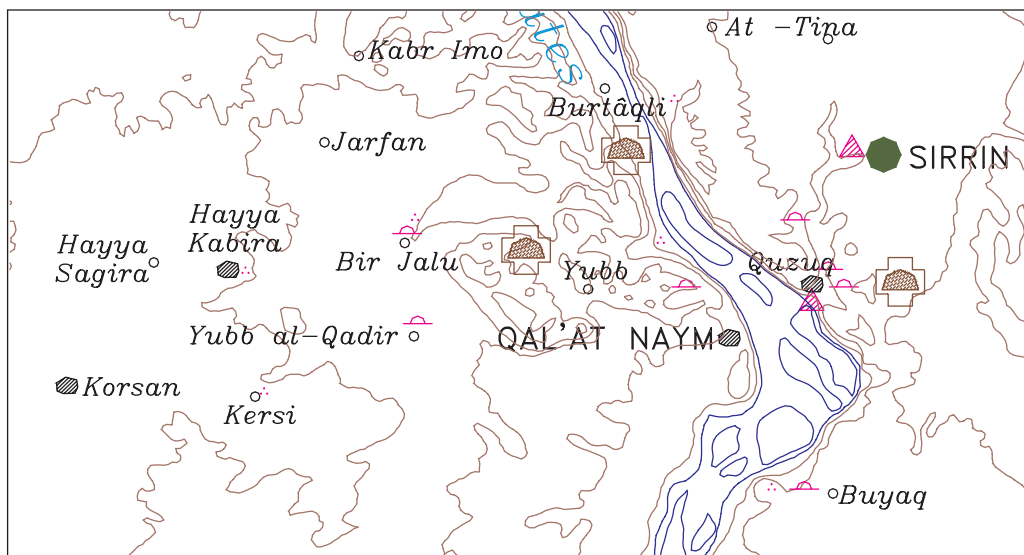 tes
At -Tina
Kabr Imo
Burtâqli
Jarfan
SIRRIN
Hayya
Kabira
Hayya
Sagira
Bir Jalu
Yubb
Quzuq
Yubb al-Qadir
QAL'AT NAYM
Korsan
Kersi
Buyaq